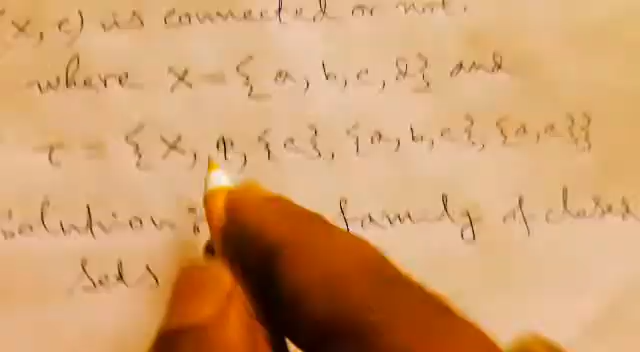 x, c) is connected or not.
where x = {a, b, c, d} and
τ = {x, φ, {c}, {a, b, c}, {a, c}}
Solution: family of closed
Sets